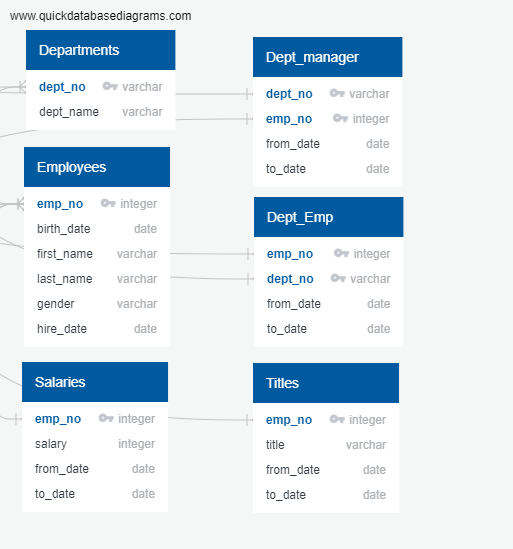 www.quickdatabasediagrams.com
Departments
dept_no varchar
dept_name varchar
Dept_manager
dept_no varchar
emp_no integer
from_date date
to_date date
Employees
emp_no integer
birth_date date
first_name varchar
last_name varchar
gender varchar
hire_date date
Dept_Emp
emp_no integer
dept_no varchar
from_date date
to_date date
Salaries
emp_no integer
salary integer
from_date date
to_date date
Titles
emp_no integer
title varchar
from_date date
to_date date